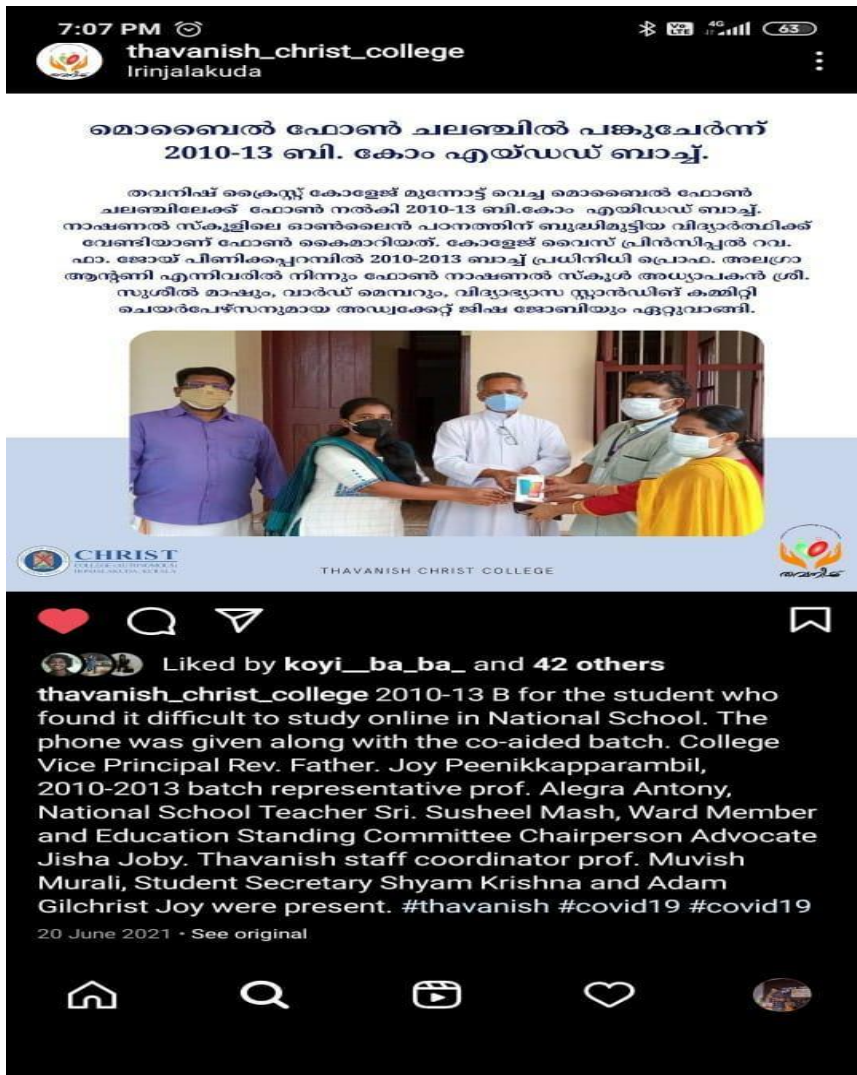 7:07 PM
Vo LTE 4G 63
thavanish_christ_college
Irinjalakuda
മൊബൈൽ ഫോൺ ചലഞ്ചിൽ പങ്കുചേർന്ന്
2010-13 ബി. കോം എയ്ഡഡ് ബാച്ച്.
തവനിഷ് ക്രൈസ്റ്റ് കോളേജ് മുന്നോട്ട് വെച്ച മൊബൈൽ ഫോൺ
ചലഞ്ചിലേക്ക് ഫോൺ നൽകി 2010-13 ബി.കോം എയിഡഡ് ബാച്ച്.
നാഷണൽ സ്കൂളിലെ ഓൺലൈൻ പഠനത്തിന് ബുദ്ധിമുട്ടിയ വിദ്യാർത്ഥിക്ക്
വേണ്ടിയാണ് ഫോൺ കൈമാറിയത്. കോളേജ് വൈസ് പ്രിൻസിപ്പൽ റവ.
ഫാ. ജോയ് പീണിക്കപ്പറമ്പിൽ 2010-2013 ബാച്ച് പ്രധിനിധി പ്രൊഫ. അലഗ്രാ
ആന്റണി എന്നിവരിൽ നിന്നും ഫോൺ നാഷണൽ സ്കൂൾ അധ്യാപകൻ ശ്രീ.
സുശീൽ മാഷും, വാർഡ് മെമ്പറും, വിദ്യാഭ്യാസ സ്റ്റാൻഡിങ് കമ്മിറ്റി
ചെയർപേഴ്സനുമായ അഡ്വക്കേറ്റ് ജിഷ ജോബിയും ഏറ്റുവാങ്ങി.
CHRIST
THAVANISH CHRIST COLLEGE
തവനിഷ്
Liked by koyi__ba_ba_ and 42 others
thavanish_christ_college 2010-13 B for the student who
found it difficult to study online in National School. The
phone was given along with the co-aided batch. College
Vice Principal Rev. Father. Joy Peenikkapparambil,
2010-2013 batch representative prof. Alegra Antony,
National School Teacher Sri. Susheel Mash, Ward Member
and Education Standing Committee Chairperson Advocate
Jisha Joby. Thavanish staff coordinator prof. Muvish
Murali, Student Secretary Shyam Krishna and Adam
Gilchrist Joy were present. #thavanish #covid19 #covid19
20 June 2021 • See original